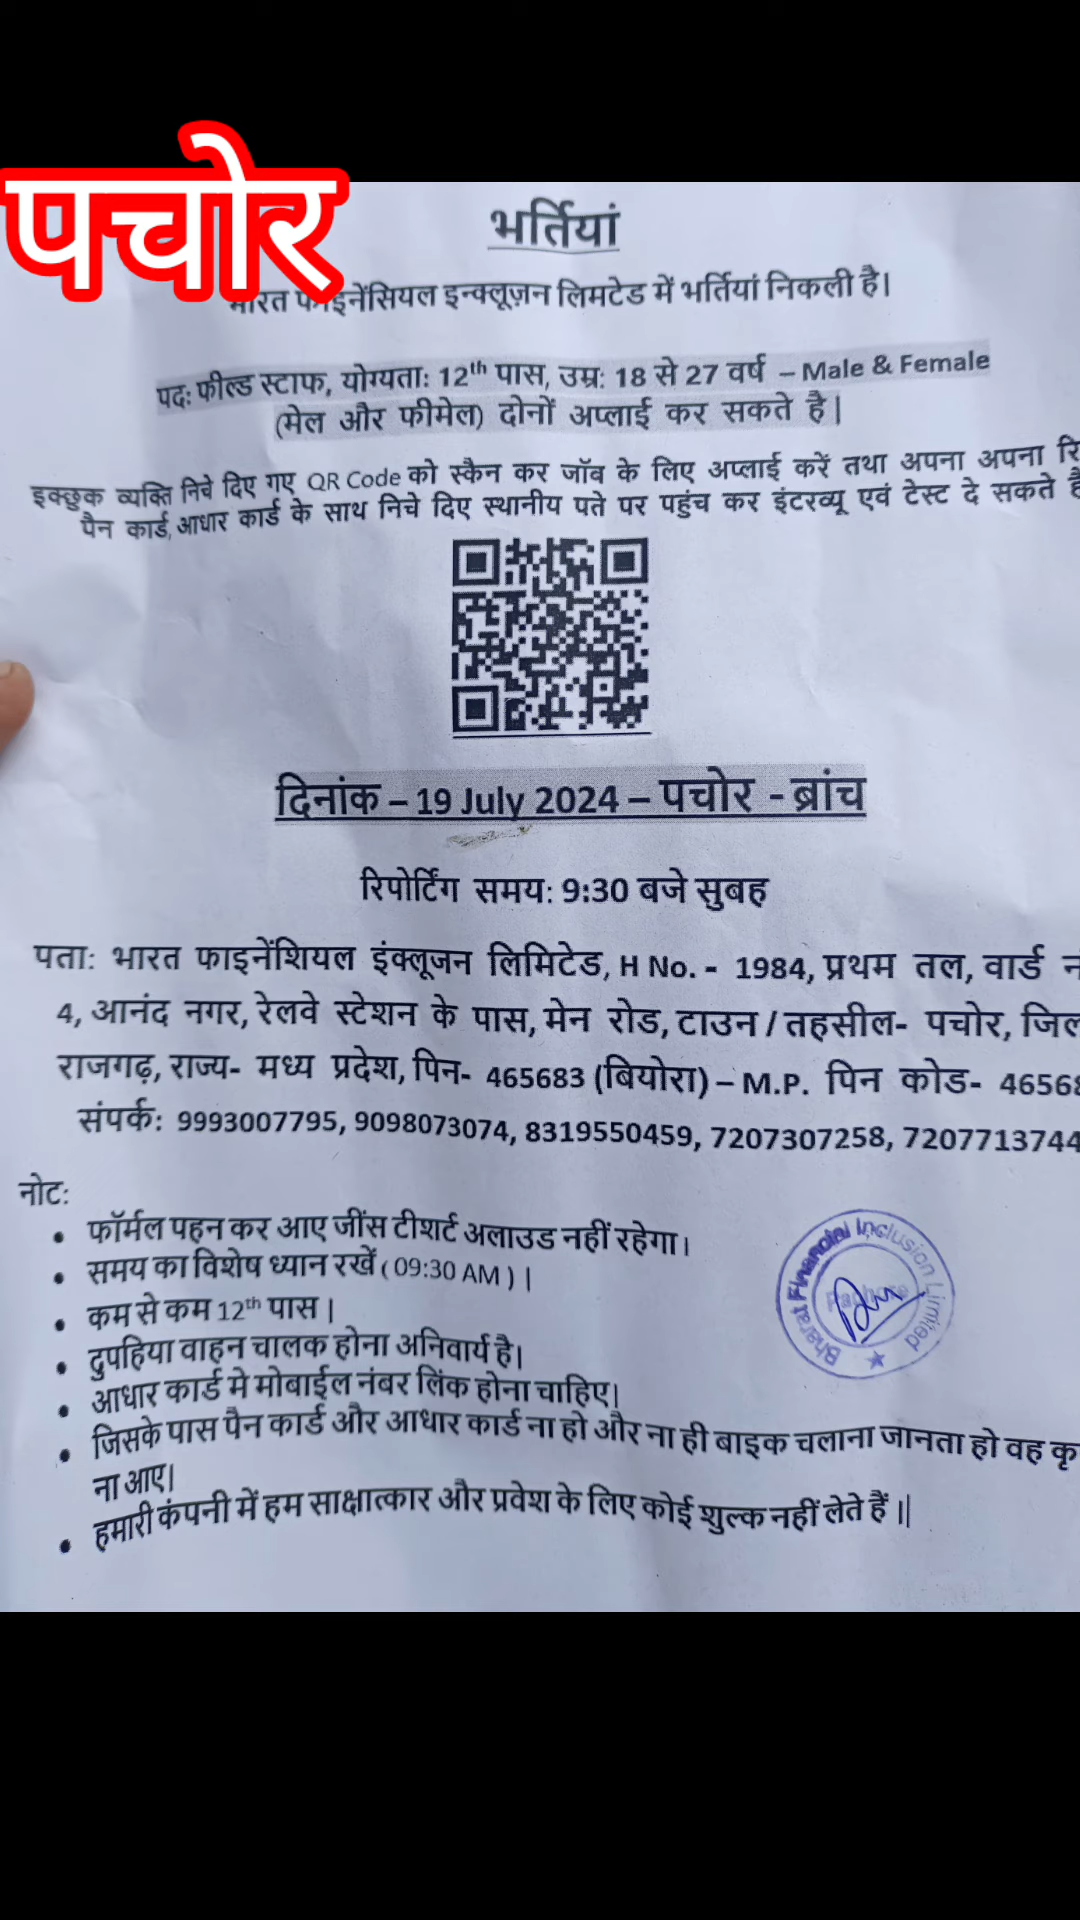 पचोर
भर्तियां
भारत फाइनेंसियल इन्क्लूज़न लिमटेड में भर्तियां निकली है।
पद: फील्ड स्टाफ, योग्यता: 12th पास, उम्र: 18 से 27 वर्ष – Male & Female
(मेल और फीमेल) दोनों अप्लाई कर सकते है|
इक्छुक व्यक्ति निचे दिए गए QR Code को स्कैन कर जॉब के लिए अप्लाई करें तथा अपना अपना
पैन कार्ड, आधार कार्ड के साथ निचे दिए स्थानीय पते पर पहुंच कर इंटरव्यू एवं टेस्ट दे सकते
दिनांक – 19 July 2024 – पचोर - ब्रांच
रिपोर्टिंग समय: 9:30 बजे सुबह
पता: भारत फाइनेंशियल इंक्लूजन लिमिटेड, H No. - 1984, प्रथम तल, वार्ड
4, आनंद नगर, रेलवे स्टेशन के पास, मेन रोड, टाउन / तहसील- पचोर,
राजगढ़, राज्य- मध्य प्रदेश, पिन- 465683 (बियोरा) – M.P. पिन कोड-
संपर्क: 9993007795, 9098073074, 8319550459, 7207307258, 7207713744
नोट:
• फॉर्मल पहन कर आए जींस टीशर्ट अलाउड नहीं रहेगा।
• समय का विशेष ध्यान रखें ( 09:30 AM ) |
• कम से कम 12th पास |
• दुपहिया वाहन चालक होना अनिवार्य है।
• आधार कार्ड मे मोबाईल नंबर लिंक होना चाहिए।
• जिसके पास पैन कार्ड और आधार कार्ड ना हो और ना ही बाइक चलाना जानता हो वह
ना आए।
• हमारी कंपनी में हम साक्षात्कार और प्रवेश के लिए कोई शुल्क नहीं लेते हैं ।|
Bharat Financial Inclusion Limited